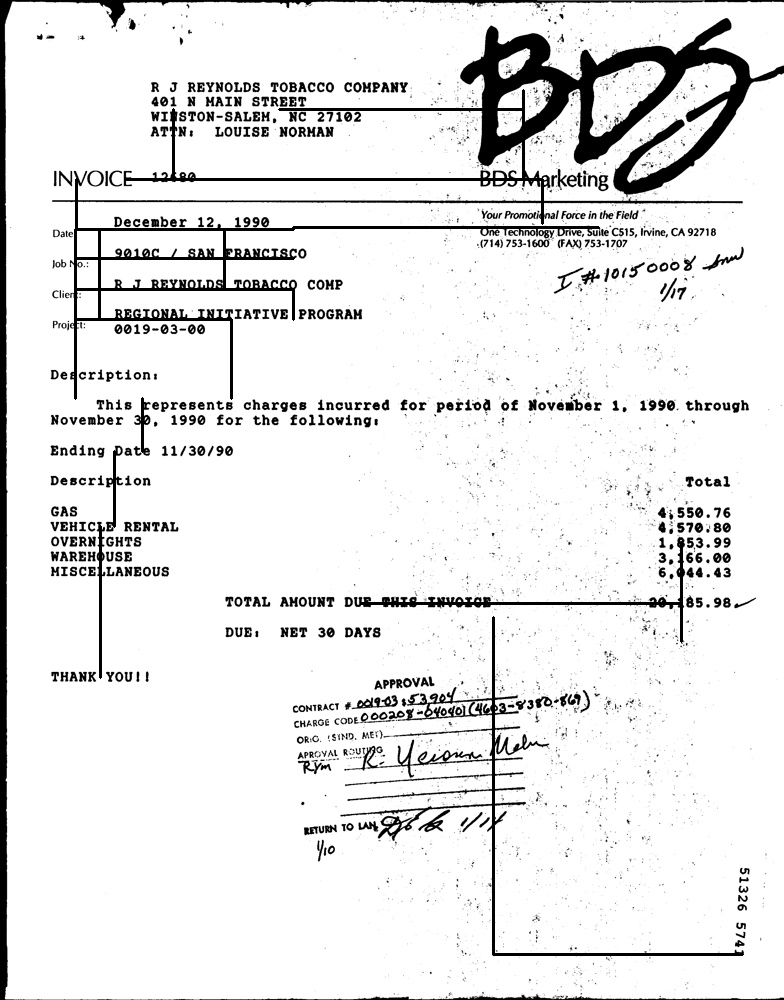 BDS
R J REYNOLDS TOBACCO COMPANY
401 N MAIN STREET
WINSTON-SALEM, NC 27102
ATTN: LOUISE NORMAN
INVOICE 12680
BDS Marketing
Your Promotional Force in the Field
One Technology Drive, Suite C515, Irvine, CA 92718
(714) 753-1600 (FAX) 753-1707
Date: December 12, 1990
Job No.: 9010C / SAN FRANCISCO
Client: R J REYNOLDS TOBACCO COMP
Project: REGIONAL INITIATIVE PROGRAM
0019-03-00
I # 10150008
1/17
Description:
This represents charges incurred for period of November 1, 1990 through
November 30, 1990 for the following:
Ending Date 11/30/90
Description Total
GAS 4,550.76
VEHICLE RENTAL 4,570.80
OVERNIGHTS 1,853.99
WAREHOUSE 3,166.00
MISCELLANEOUS 6,044.43
TOTAL AMOUNT DUE THIS INVOICE 20,185.98
DUE: NET 30 DAYS
THANK YOU!!
APPROVAL
CONTRACT # 0019-03; 53904
CHARGE CODE 000208-040401 (4603-8380-869)
ORIG. (SIND. MET)
APROVAL ROUTING
RYM R.
RETURN TO LAN 1/14
1/10
51326 5741